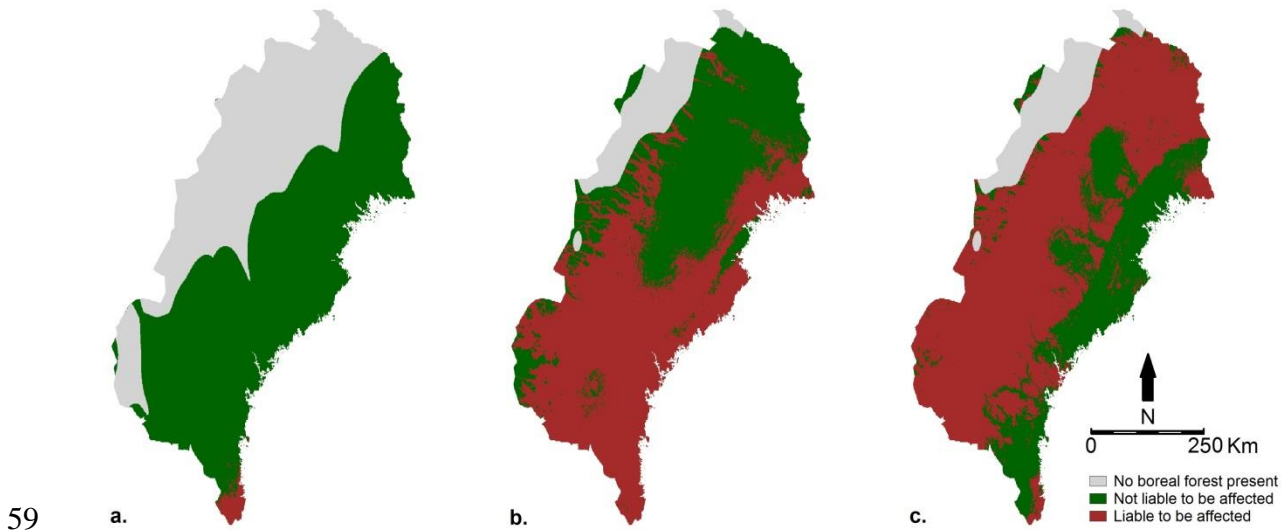 N
0 250 Km
No boreal forest present
Not liable to be affected
Liable to be affected
59 a. b. c.